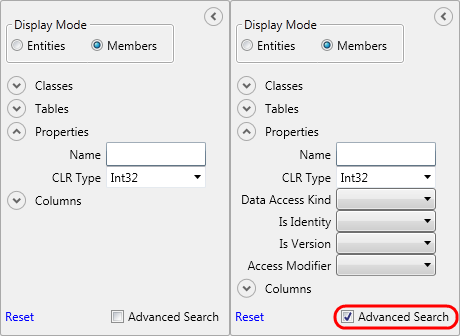 Display Mode
Entities Members
Classes
Tables
Properties
Name
CLR Type Int32
Columns
Reset Advanced Search
Display Mode
Entities Members
Classes
Tables
Properties
Name
CLR Type Int32
Data Access Kind
Is Identity
Is Version
Access Modifier
Columns
Reset Advanced Search